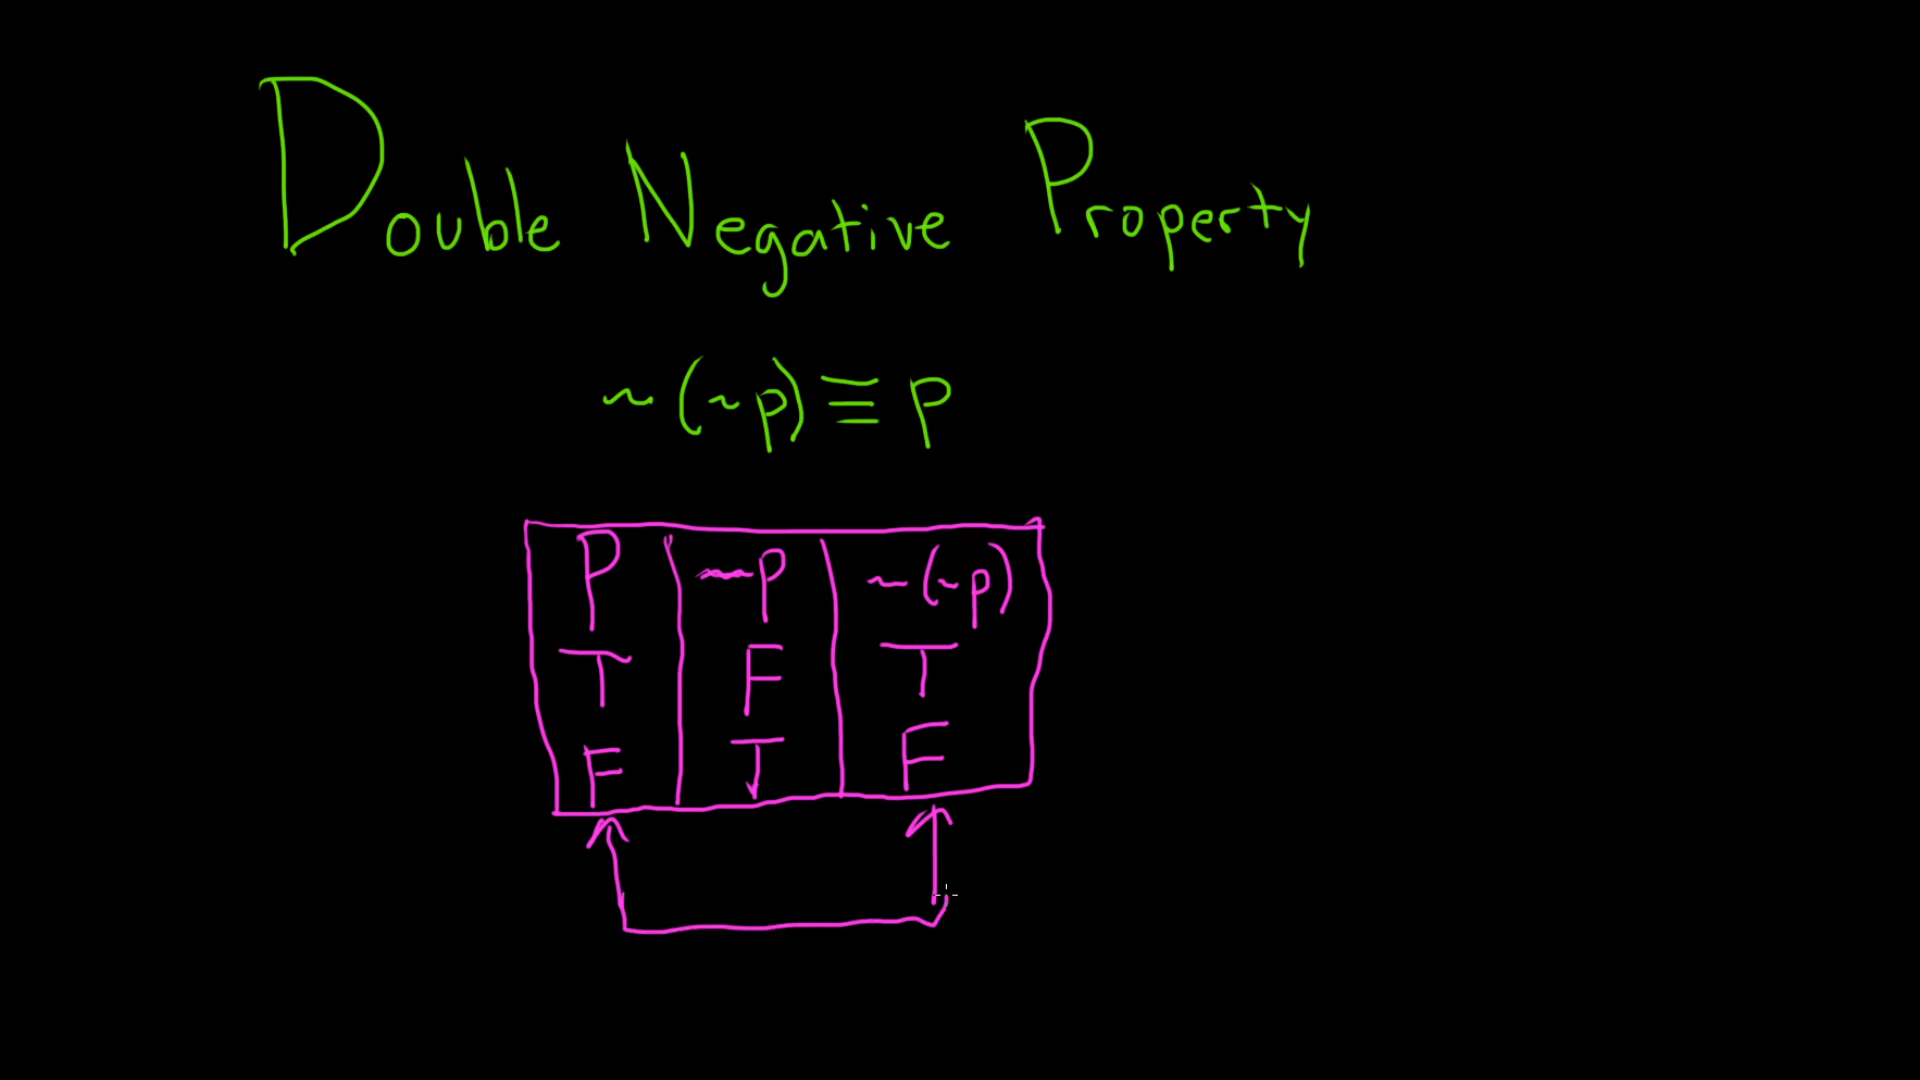 Double Negative Property
~(~p)≡p
P ~P ~(~p)
T F T
F T F